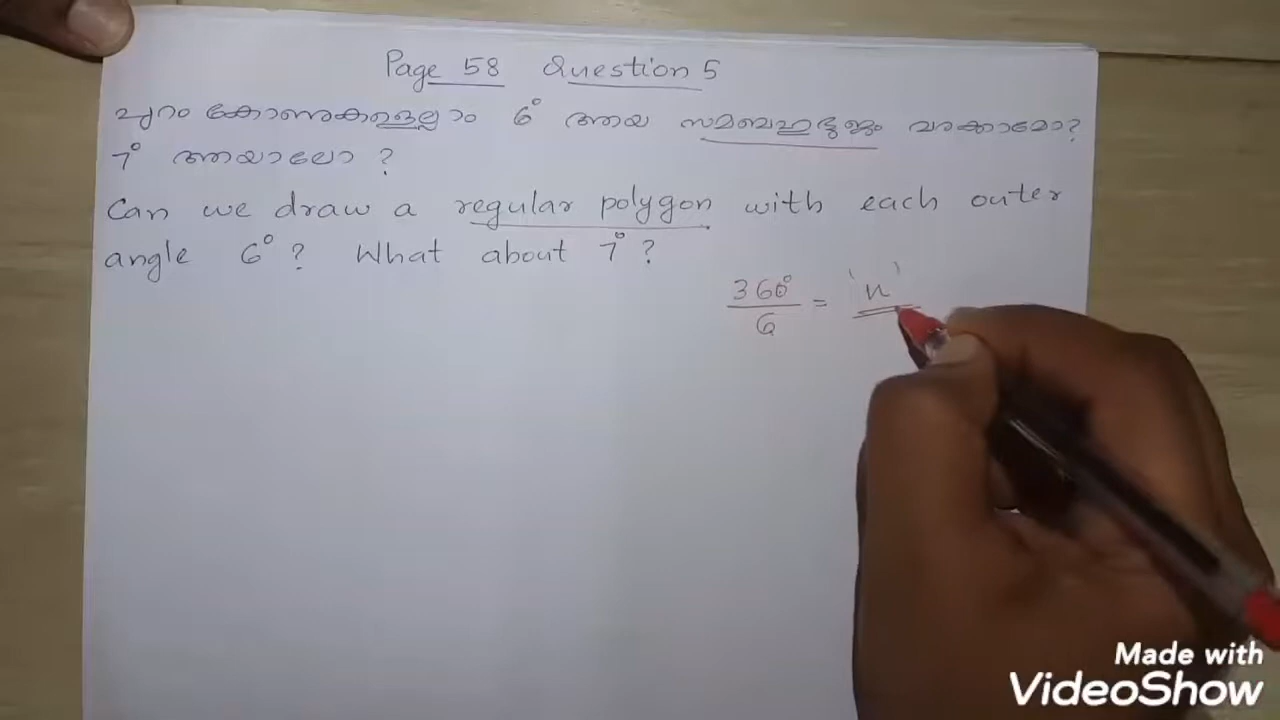 Page 58 Question 5
പുറം കോണുകളെല്ലാം 6° ആയ സമബഹുഭുജം വരക്കാമോ?
7° ആയാലോ?
Can we draw a regular polygon with each outer
angle 6°? What about 7°?
360° / 6 = 'n'
Made with
VideoShow